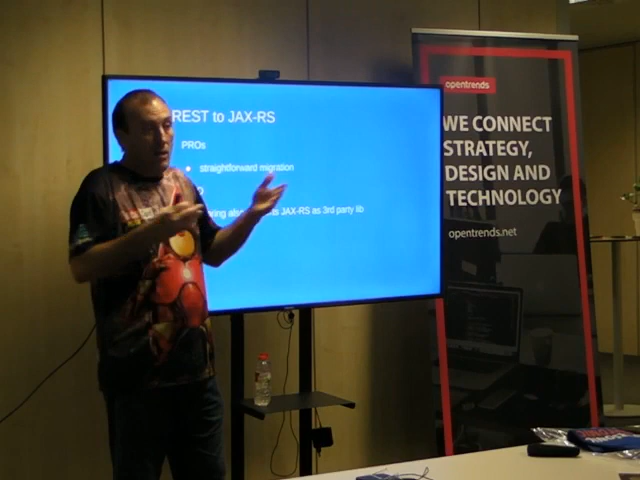 REST to JAX-RS
PROs
straightforward migration
JAX-RS as 3rd party lib
opentrends
WE CONNECT
STRATEGY,
DESIGN AND
TECHNOLOGY
opentrends.net